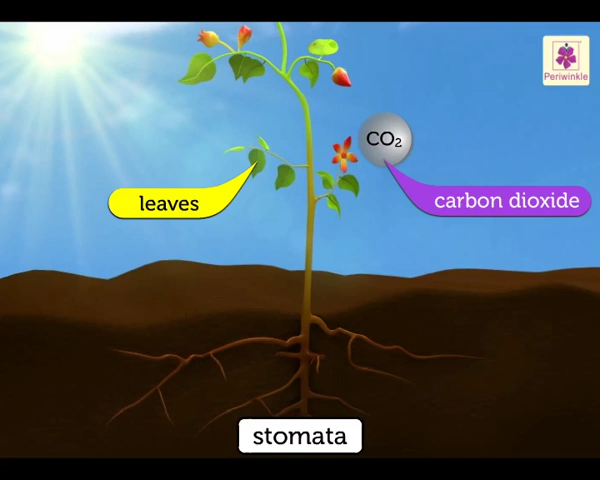 Periwinkle
CO₂
leaves
carbon dioxide
stomata